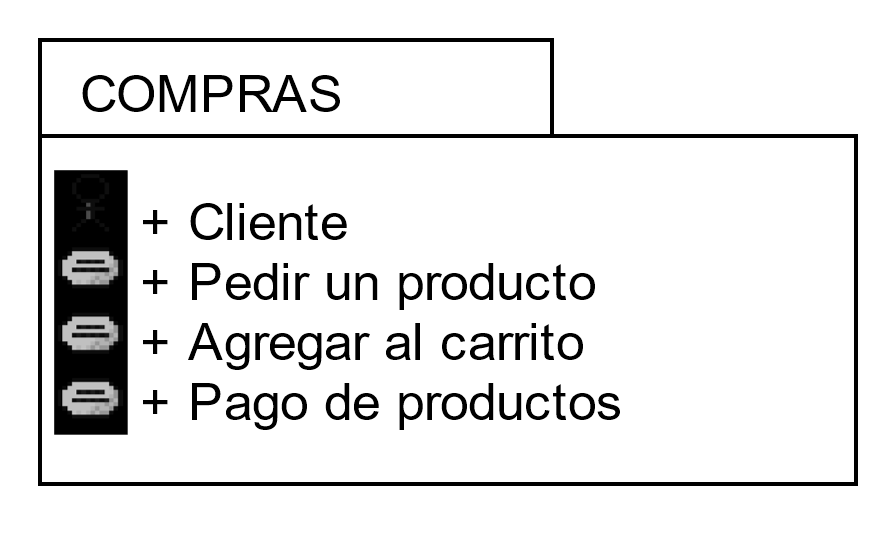 COMPRAS
+ Cliente
+ Pedir un producto
+ Agregar al carrito
+ Pago de productos